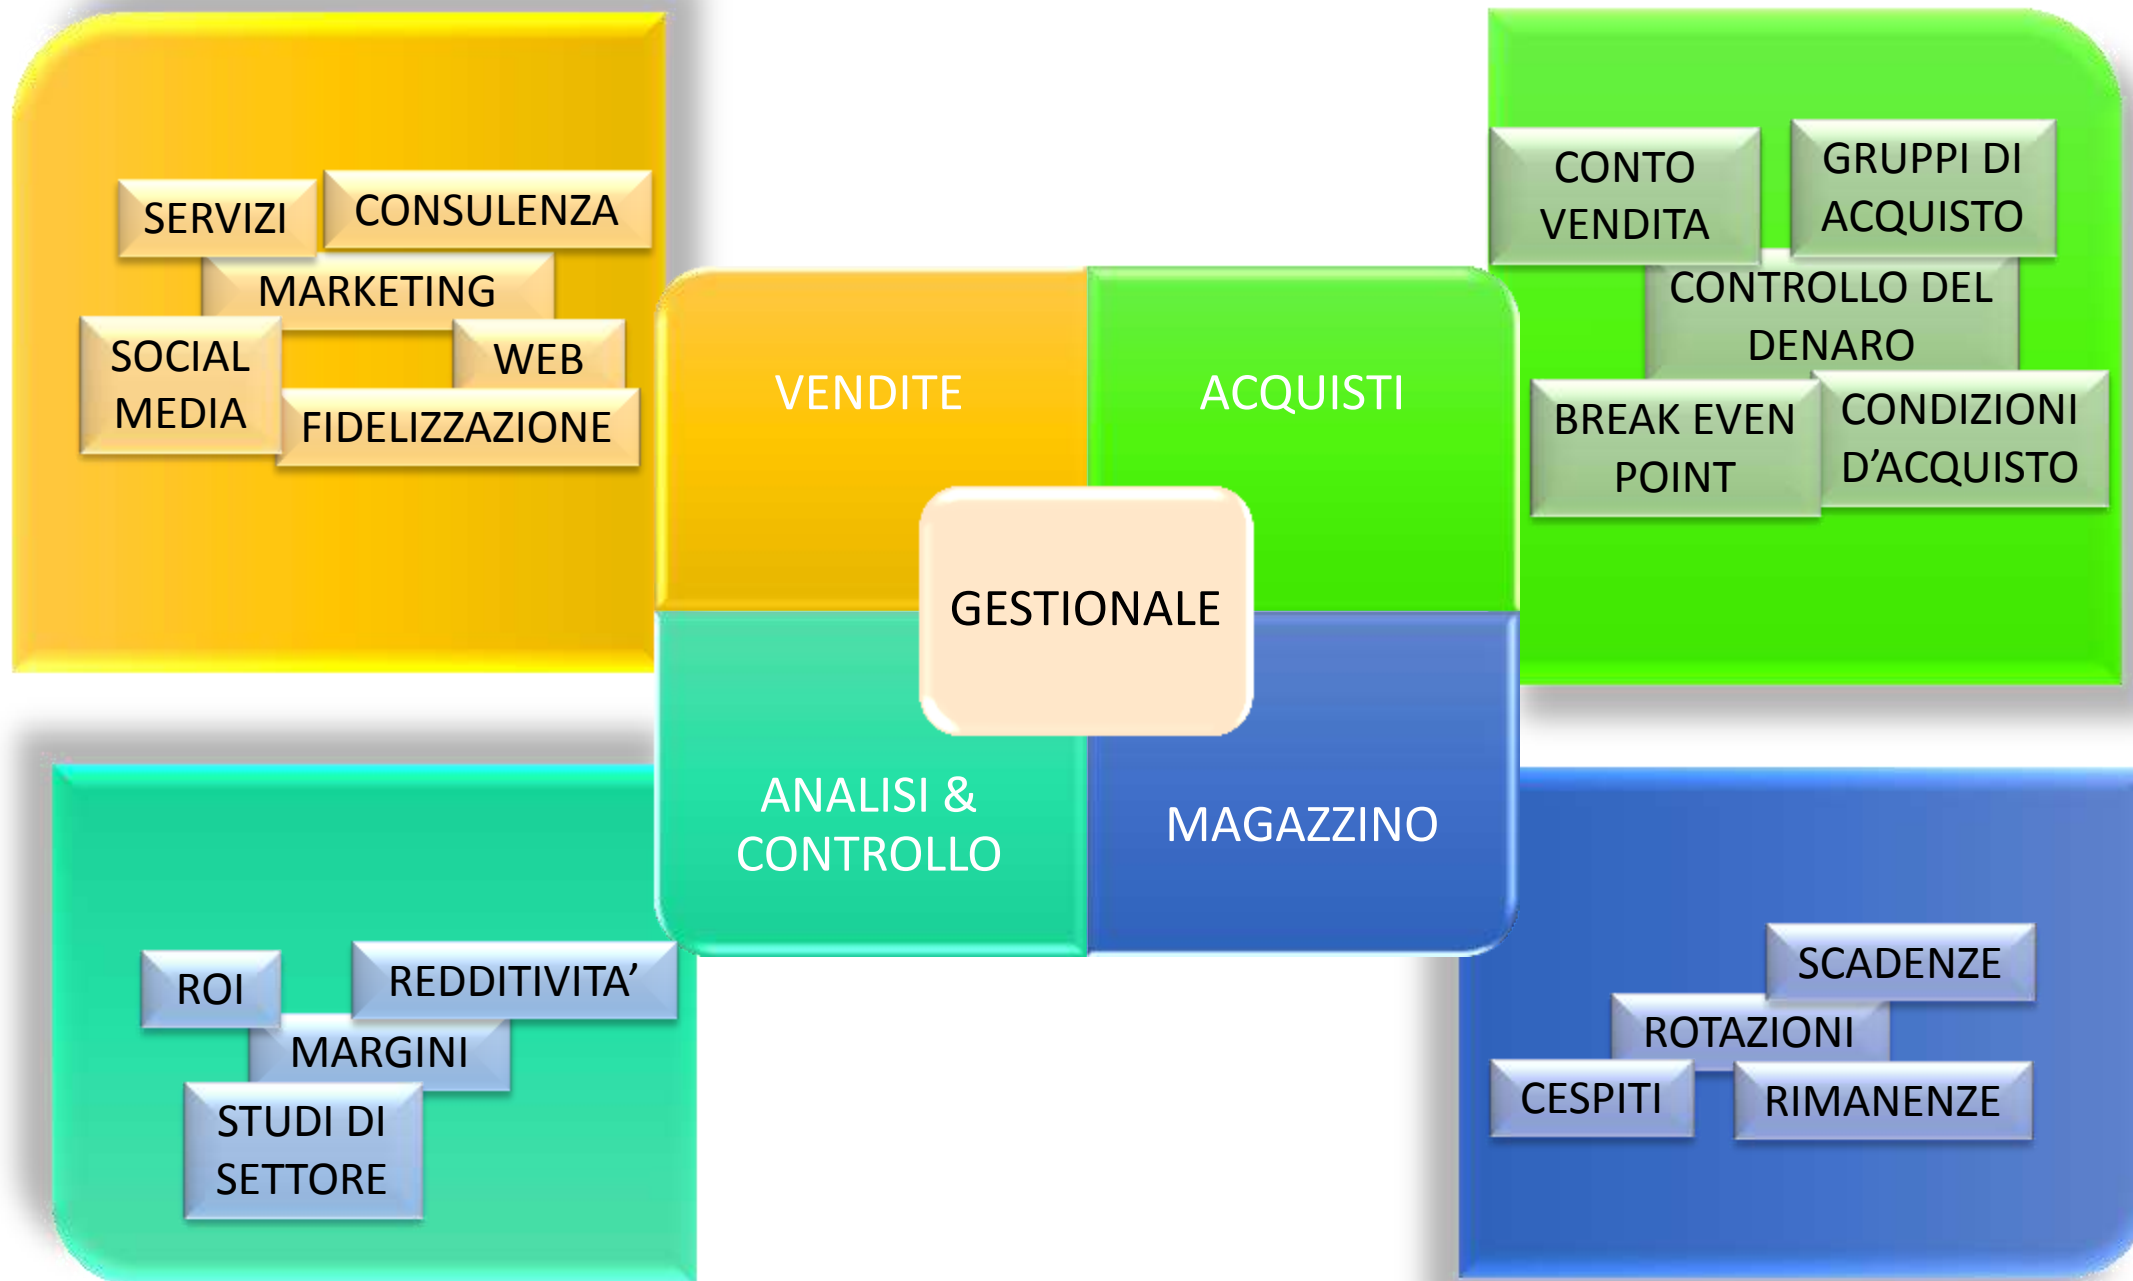 SERVIZI
CONSULENZA
MARKETING
SOCIAL
MEDIA
WEB
FIDELIZZAZIONE
CONTO
VENDITA
GRUPPI DI
ACQUISTO
CONTROLLO DEL
DENARO
BREAK EVEN
POINT
CONDIZIONI
D’ACQUISTO
VENDITE
ACQUISTI
GESTIONALE
ANALISI &
CONTROLLO
MAGAZZINO
ROI
REDDITIVITA’
MARGINI
STUDI DI
SETTORE
SCADENZE
ROTAZIONI
CESPITI
RIMANENZE